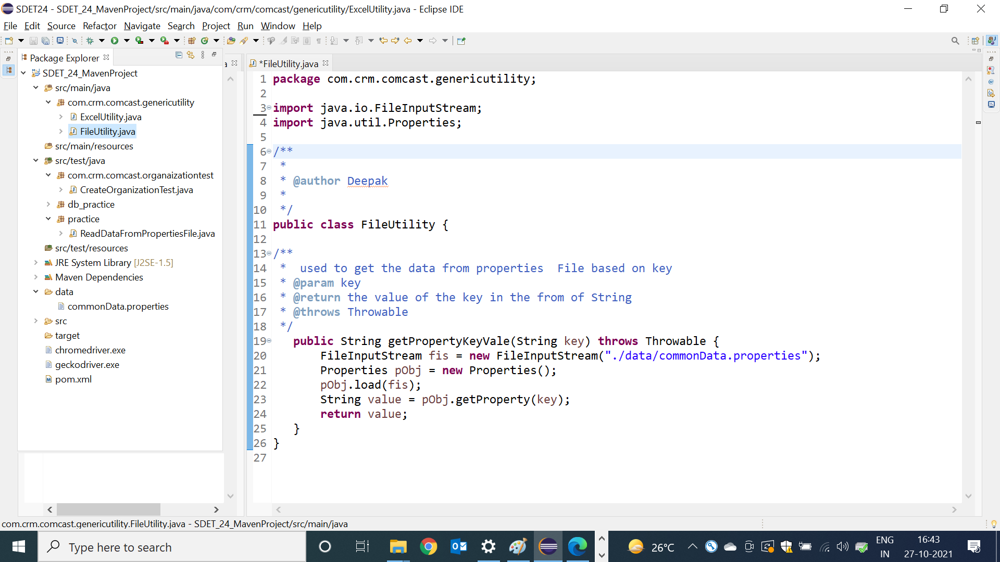 SDET24 - SDET_24_MavenProject/src/main/java/com/crm/comcast/genericutility/ExcelUtility.java - Eclipse IDE
File Edit Source Refactor Navigate Search Project Run Window Help
Package Explorer
a
*FileUtility.java
SDET_24_MavenProject
src/main/java
com.crm.comcast.genericutility
ExcelUtility.java
FileUtility.java
src/main/resources
src/test/java
com.crm.comcast.organaizationtest
CreateOrganizationTest.java
db_practice
practice
ReadDataFromPropertiesFile.java
src/test/resources
JRE System Library [J2SE-1.5]
Maven Dependencies
data
commonData.properties
src
target
chromedriver.exe
geckodriver.exe
pom.xml
1 package com.crm.comcast.genericutility;
2
3 import java.io.FileInputStream;
4 import java.util.Properties;
5
6 /**
7 *
8 * @author Deepak
9 *
10 */
11 public class FileUtility {
12
13 /**
14 *  used to get the data from properties  File based on key
15 * @param key
16 * @return the value of the key in the from of String
17 * @throws Throwable
18 */
19 public String getPropertyKeyVale(String key) throws Throwable {
20 FileInputStream fis = new FileInputStream("./data/commonData.properties");
21 Properties pObj = new Properties();
22 pObj.load(fis);
23 String value = pObj.getProperty(key);
24 return value;
25 }
26 }
27
com.crm.comcast.genericutility.FileUtility.java - SDET_24_MavenProject/src/main/java
Type here to search
26°C
ENG
IN
16:43
27-10-2021